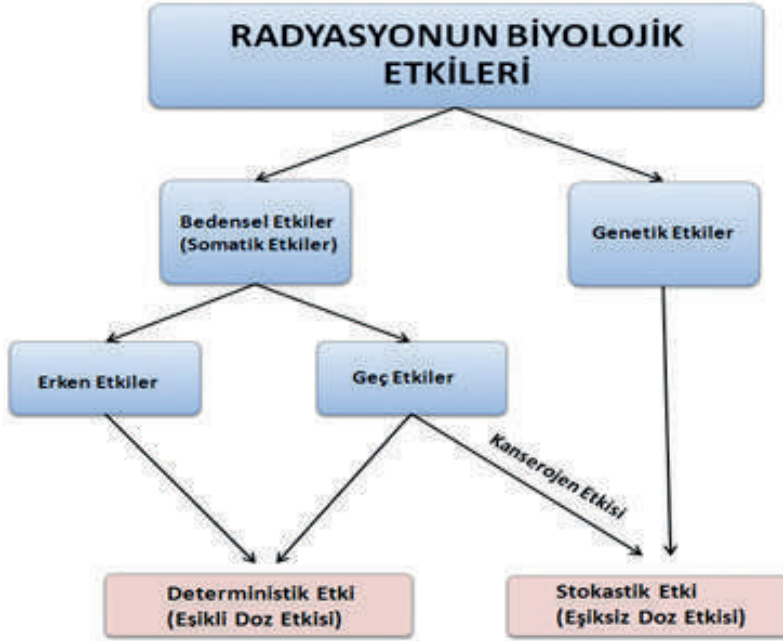 RADYASYONUN BİYOLOJİK
ETKİLERİ
Bedensel Etkiler
(Somatik Etkiler)
Genetik Etkiler
Erken Etkiler
Geç Etkiler
Kanserojen Etkisi
Deterministik Etki
(Eşikli Doz Etkisi)
Stokastik Etki
(Eşiksiz Doz Etkisi)